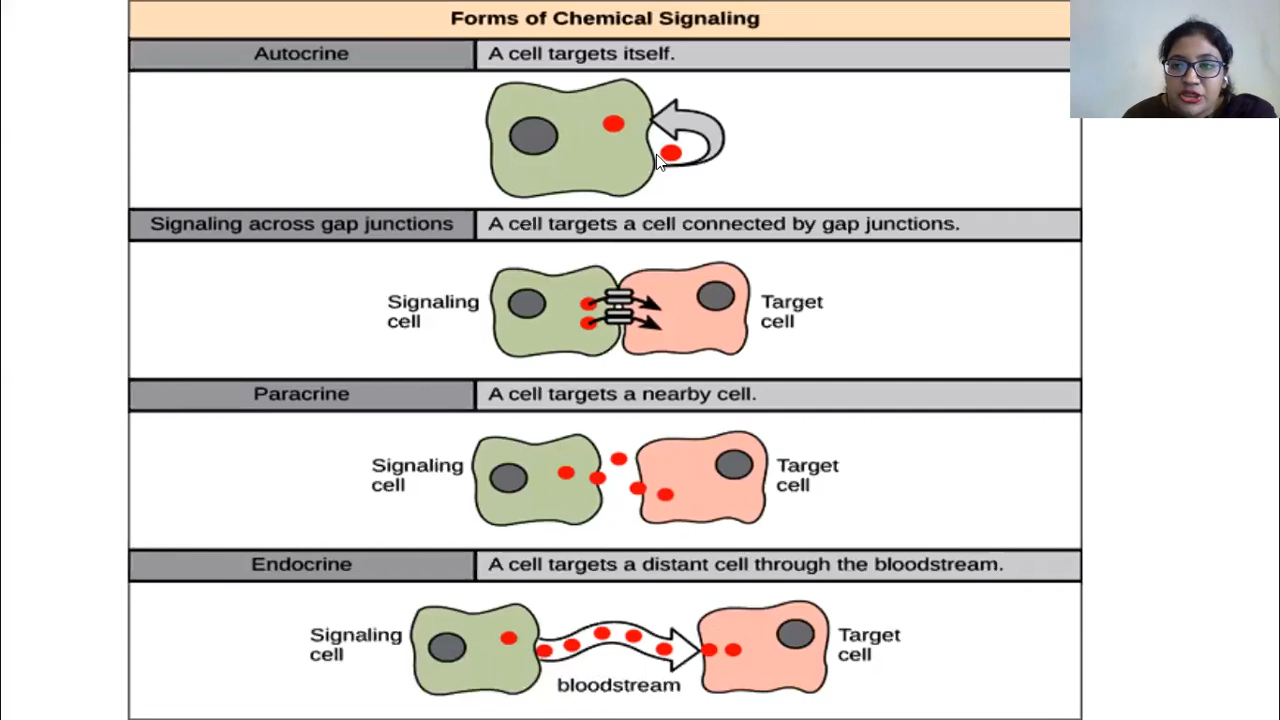 Forms of Chemical Signaling
Autocrine
A cell targets itself.
Signaling across gap junctions
A cell targets a cell connected by gap junctions.
Signaling
cell
Target
cell
Paracrine
A cell targets a nearby cell.
Signaling
cell
Target
cell
Endocrine
A cell targets a distant cell through the bloodstream.
Signaling
cell
bloodstream
Target
cell